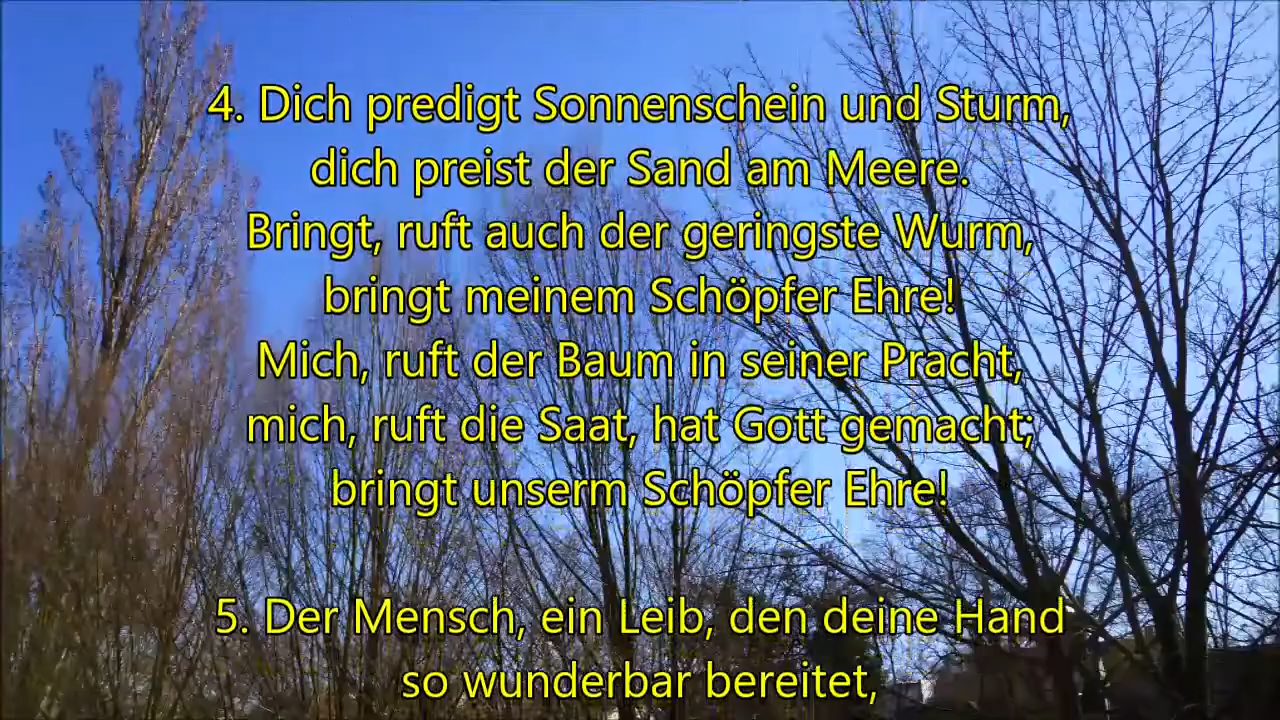 4. Dich predigt Sonnenschein und Sturm,
dich preist der Sand am Meere.
Bringt, ruft auch der geringste Wurm,
bringt meinem Schöpfer Ehre!
Mich, ruft der Baum in seiner Pracht,
mich, ruft die Saat, hat Gott gemacht;
bringt unserm Schöpfer Ehre!
5. Der Mensch, ein Leib, den deine Hand
so wunderbar bereitet,